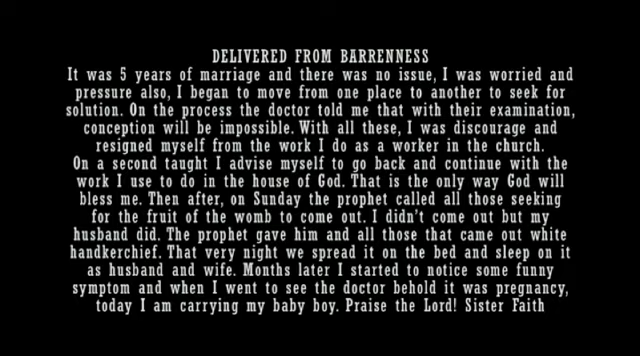 DELIVERED FROM BARRENNESS
It was 5 years of marriage and there was no issue, I was worried and
pressure also, I began to move from one place to another to seek for
solution. On the process the doctor told me that with their examination,
conception will be impossible. With all these, I was discourage and
resigned myself from the work I do as a worker in the church.
On a second taught I advise myself to go back and continue with the
work I use to do in the house of God. That is the only way God will
bless me. Then after, on Sunday the prophet called all those seeking
for the fruit of the womb to come out. I didn't come out but my
husband did. The prophet gave him and all those that came out white
handkerchief. That very night we spread it on the bed and sleep on it
as husband and wife. Months later I started to notice some funny
symptom and when I went to see the doctor behold it was pregnancy,
today I am carrying my baby boy. Praise the Lord! Sister Faith